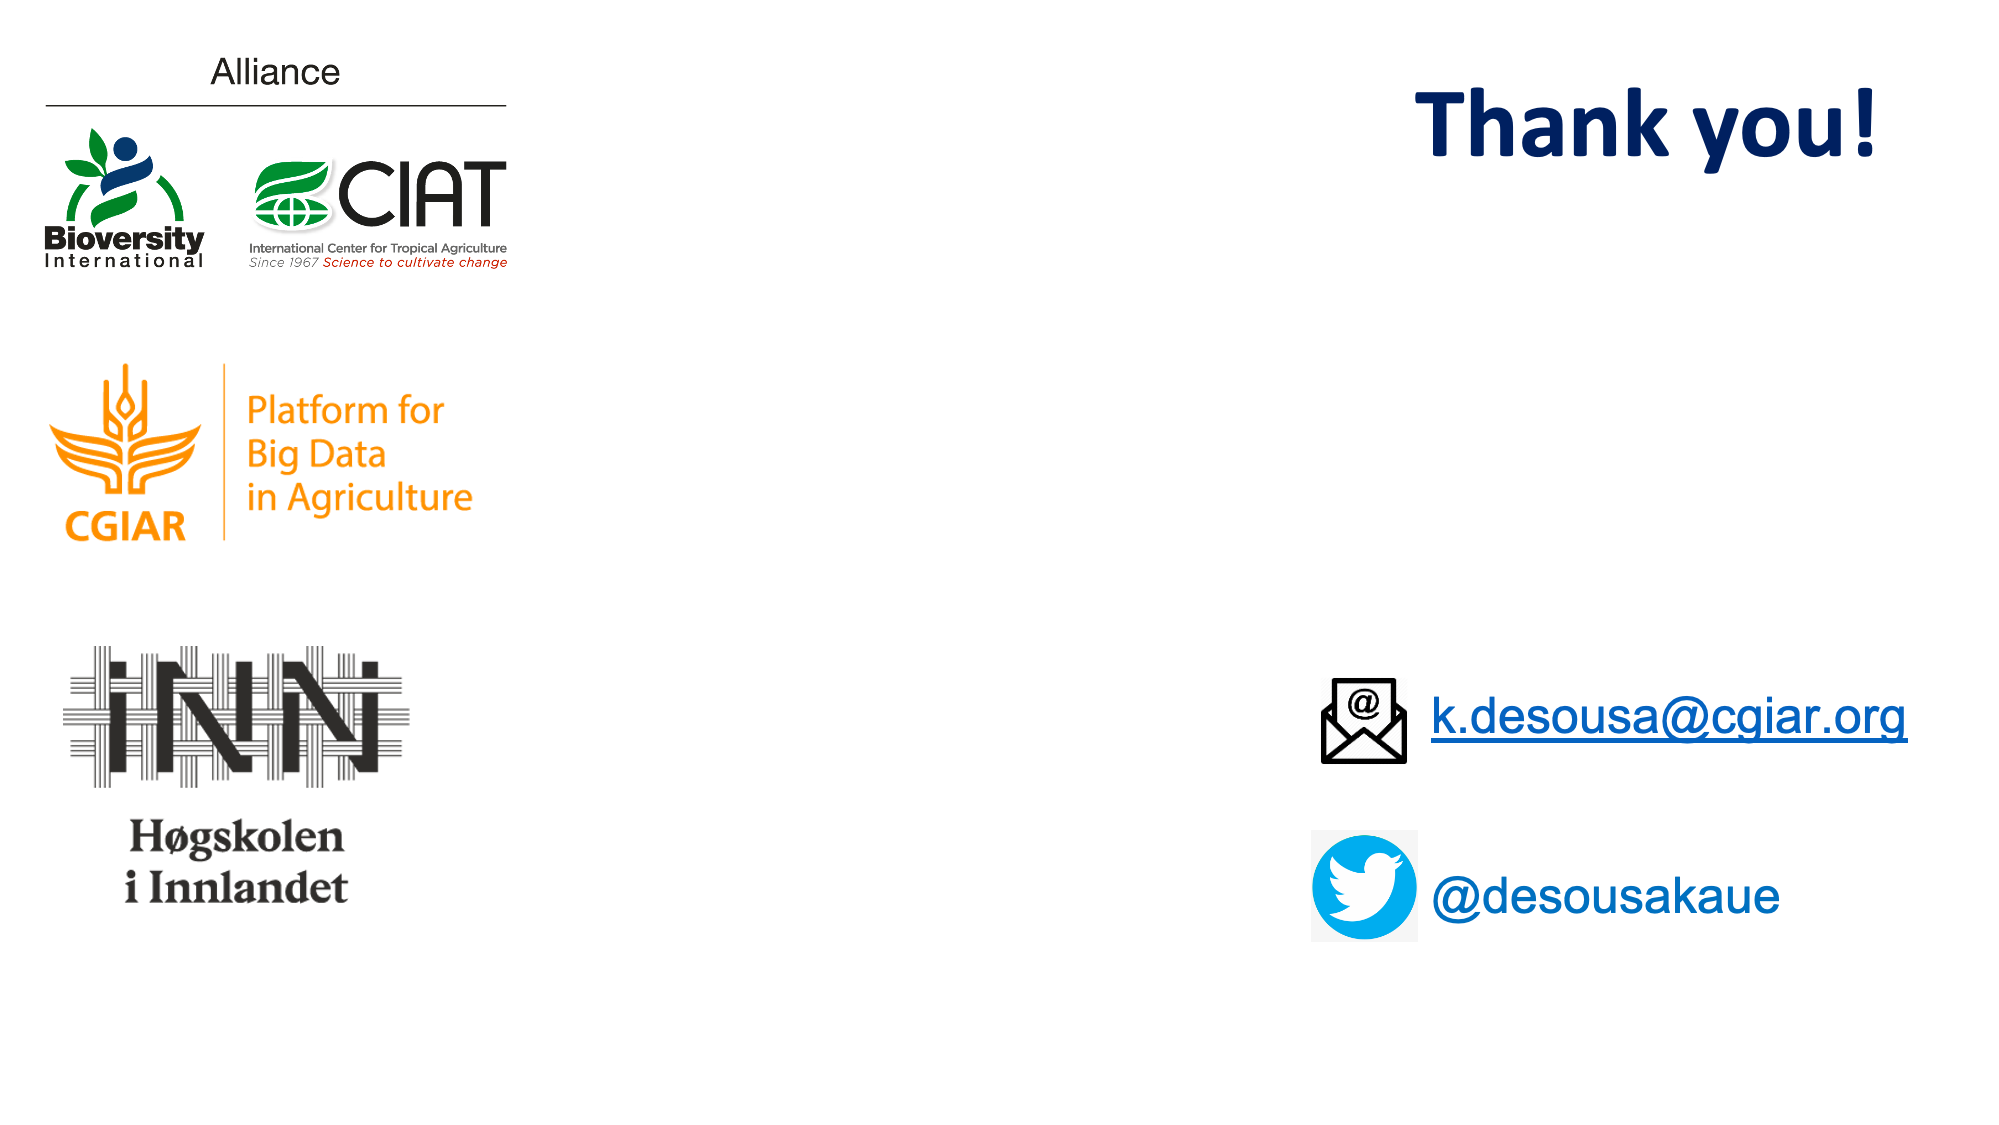 Alliance
Bioversity
International
CIAT
International Center for Tropical Agriculture
Since 1967 Science to cultivate change
Thank you!
CGIAR
Platform for
Big Data
in Agriculture
INN
Høgskolen
i Innlandet
@
k.desousa@cgiar.org
@desousakaue